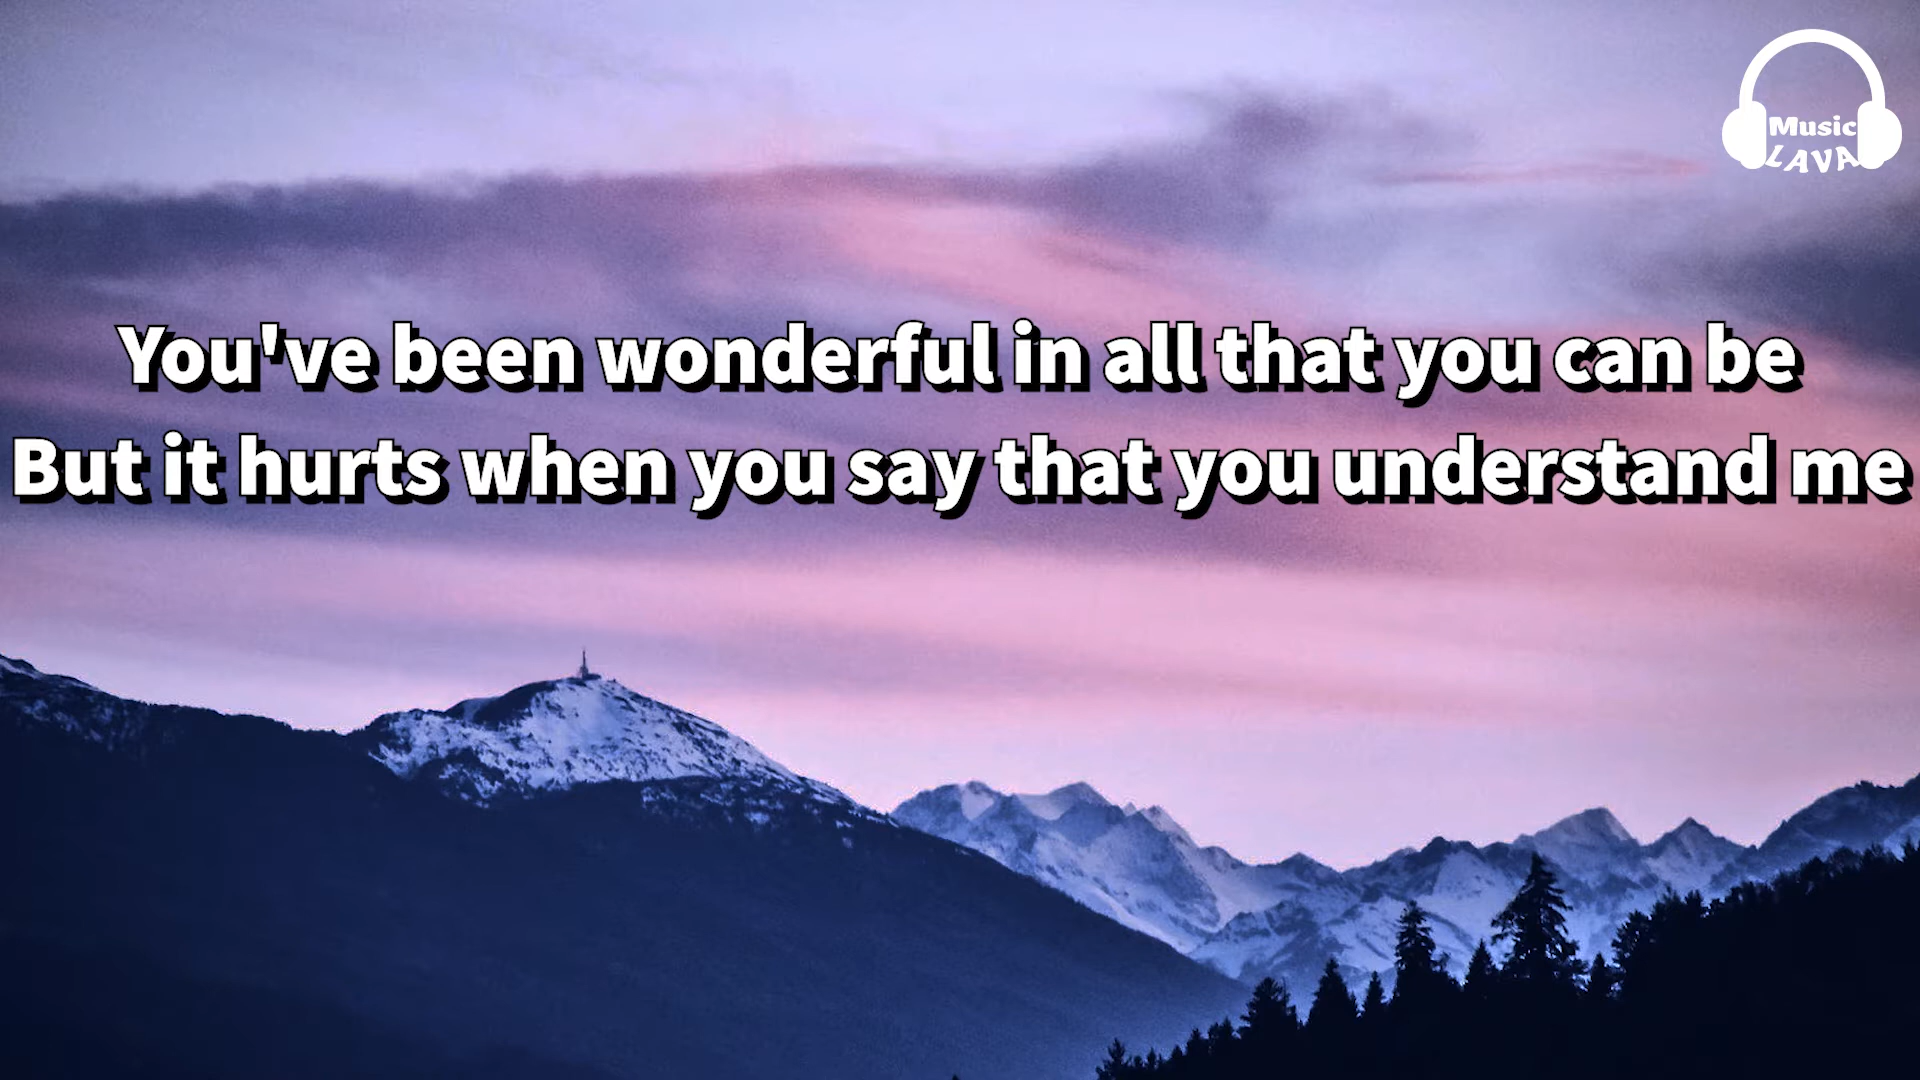 Music
LAVA
You've been wonderful in all that you can be
But it hurts when you say that you understand me